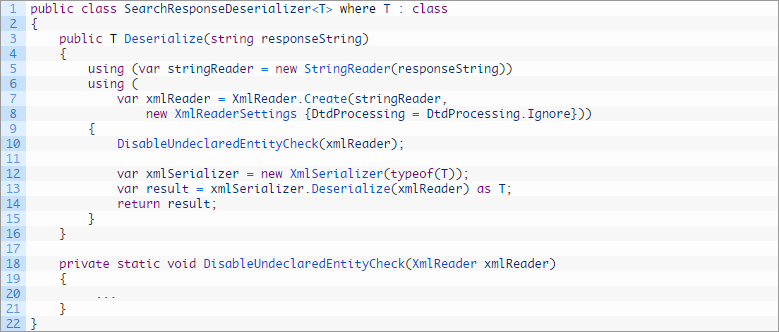 1 public class SearchResponseDeserializer<T> where T : class
2 {
3     public T Deserialize(string responseString)
4     {
5         using (var stringReader = new StringReader(responseString))
6         using (
7             var xmlReader = XmlReader.Create(stringReader,
8                 new XmlReaderSettings {DtdProcessing = DtdProcessing.Ignore}))
9         {
10             DisableUndeclaredEntityCheck(xmlReader);
11
12             var xmlSerializer = new XmlSerializer(typeof(T));
13             var result = xmlSerializer.Deserialize(xmlReader) as T;
14             return result;
15         }
16     }
17
18     private static void DisableUndeclaredEntityCheck(XmlReader xmlReader)
19     {
20          ...
21     }
22 }